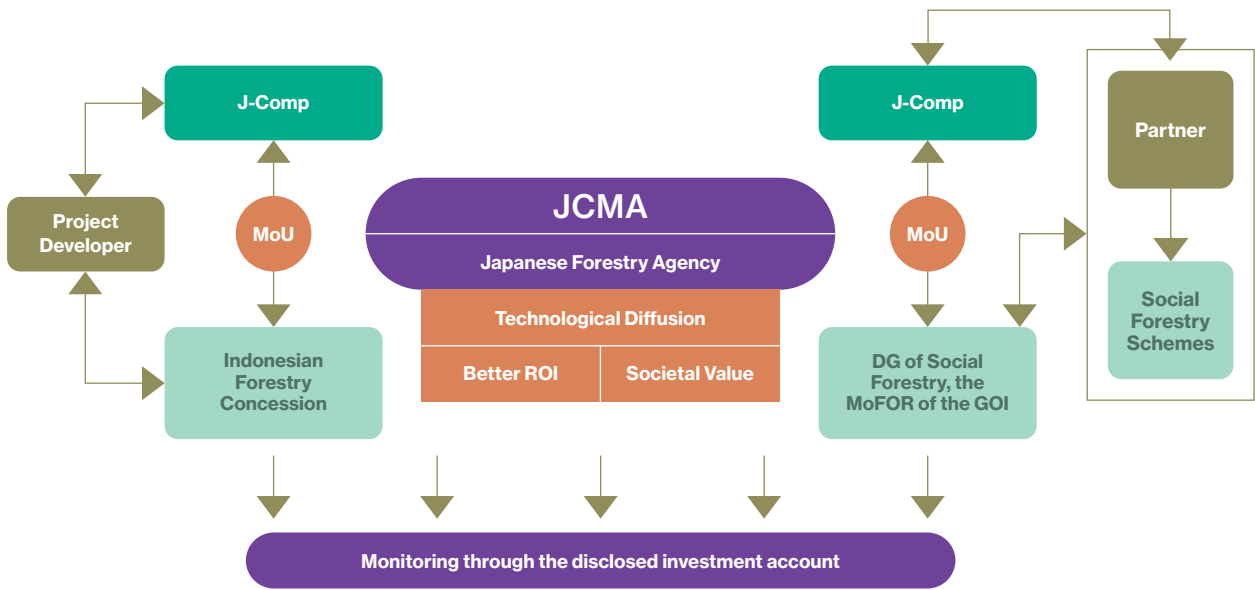 J-Comp
J-Comp
Partner
Project
Developer
MoU
JCMA
Japanese Forestry Agency
MoU
Technological Diffusion
Better ROI
Societal Value
Indonesian
Forestry
Concession
DG of Social
Forestry, the
MoFOR of the GOI
Social
Forestry
Schemes
Monitoring through the disclosed investment account